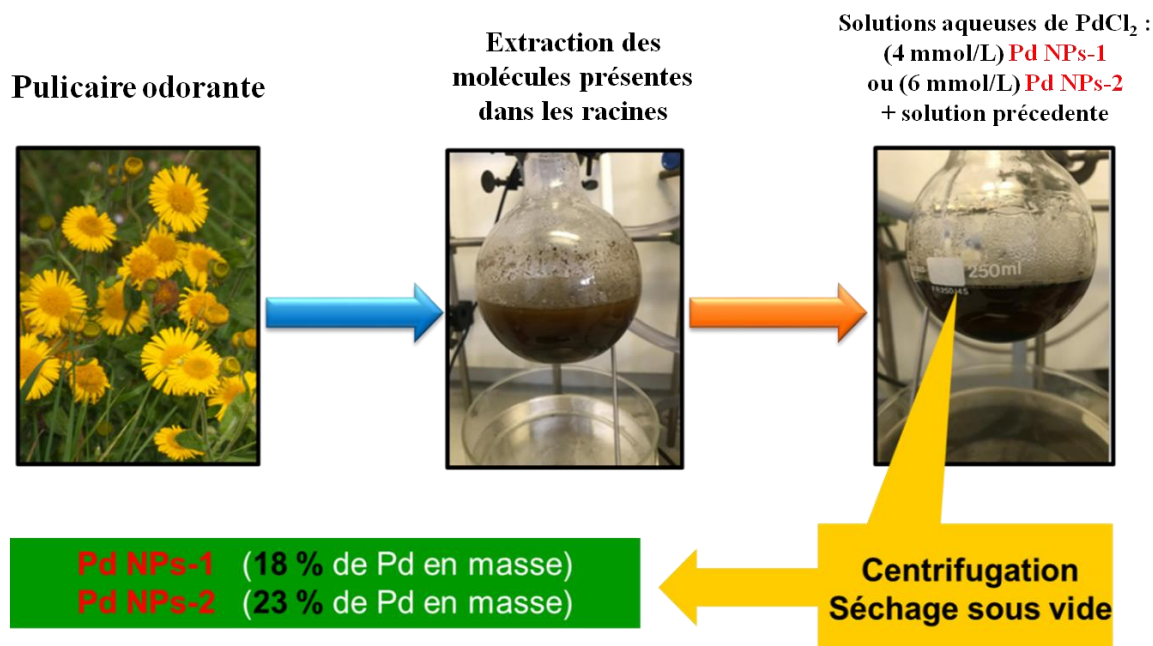 Pulicaire odorante
Extraction des
molécules présentes
dans les racines
Solutions aqueuses de PdCl₂ :
(4 mmol/L) Pd NPs-1
ou (6 mmol/L) Pd NPs-2
+ solution précedente
250ml
Centrifugation
Séchage sous vide
Pd NPs-1 (18 % de Pd en masse)
Pd NPs-2 (23 % de Pd en masse)